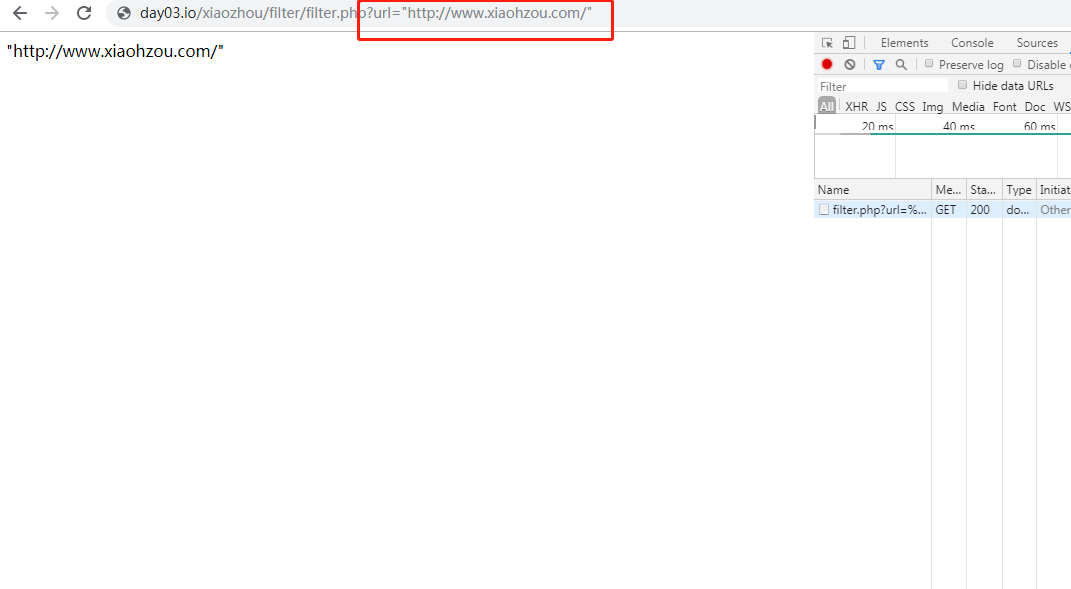 day03.io/xiaozhou/filter/filter.php?url="http://www.xiaohzou.com/"
"http://www.xiaohzou.com/"
Elements Console Sources
Preserve log Disable
Filter Hide data URLs
All XHR JS CSS Img Media Font Doc WS
20 ms 40 ms 60 ms
Name Me... Sta... Type Initiat
filter.php?url=%... GET 200 do... Other